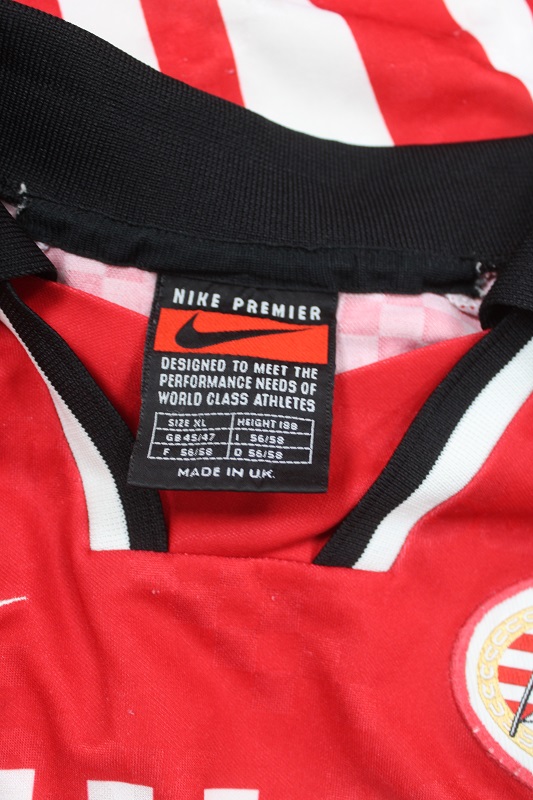 NIKE PREMIER
DESIGNED TO MEET THE
PERFORMANCE NEEDS OF
WORLD CLASS ATHLETES
SIZE XL HEIGHT 188
GB 45/47 I 56/58
F 56/58 D 56/58
MADE IN U.K.